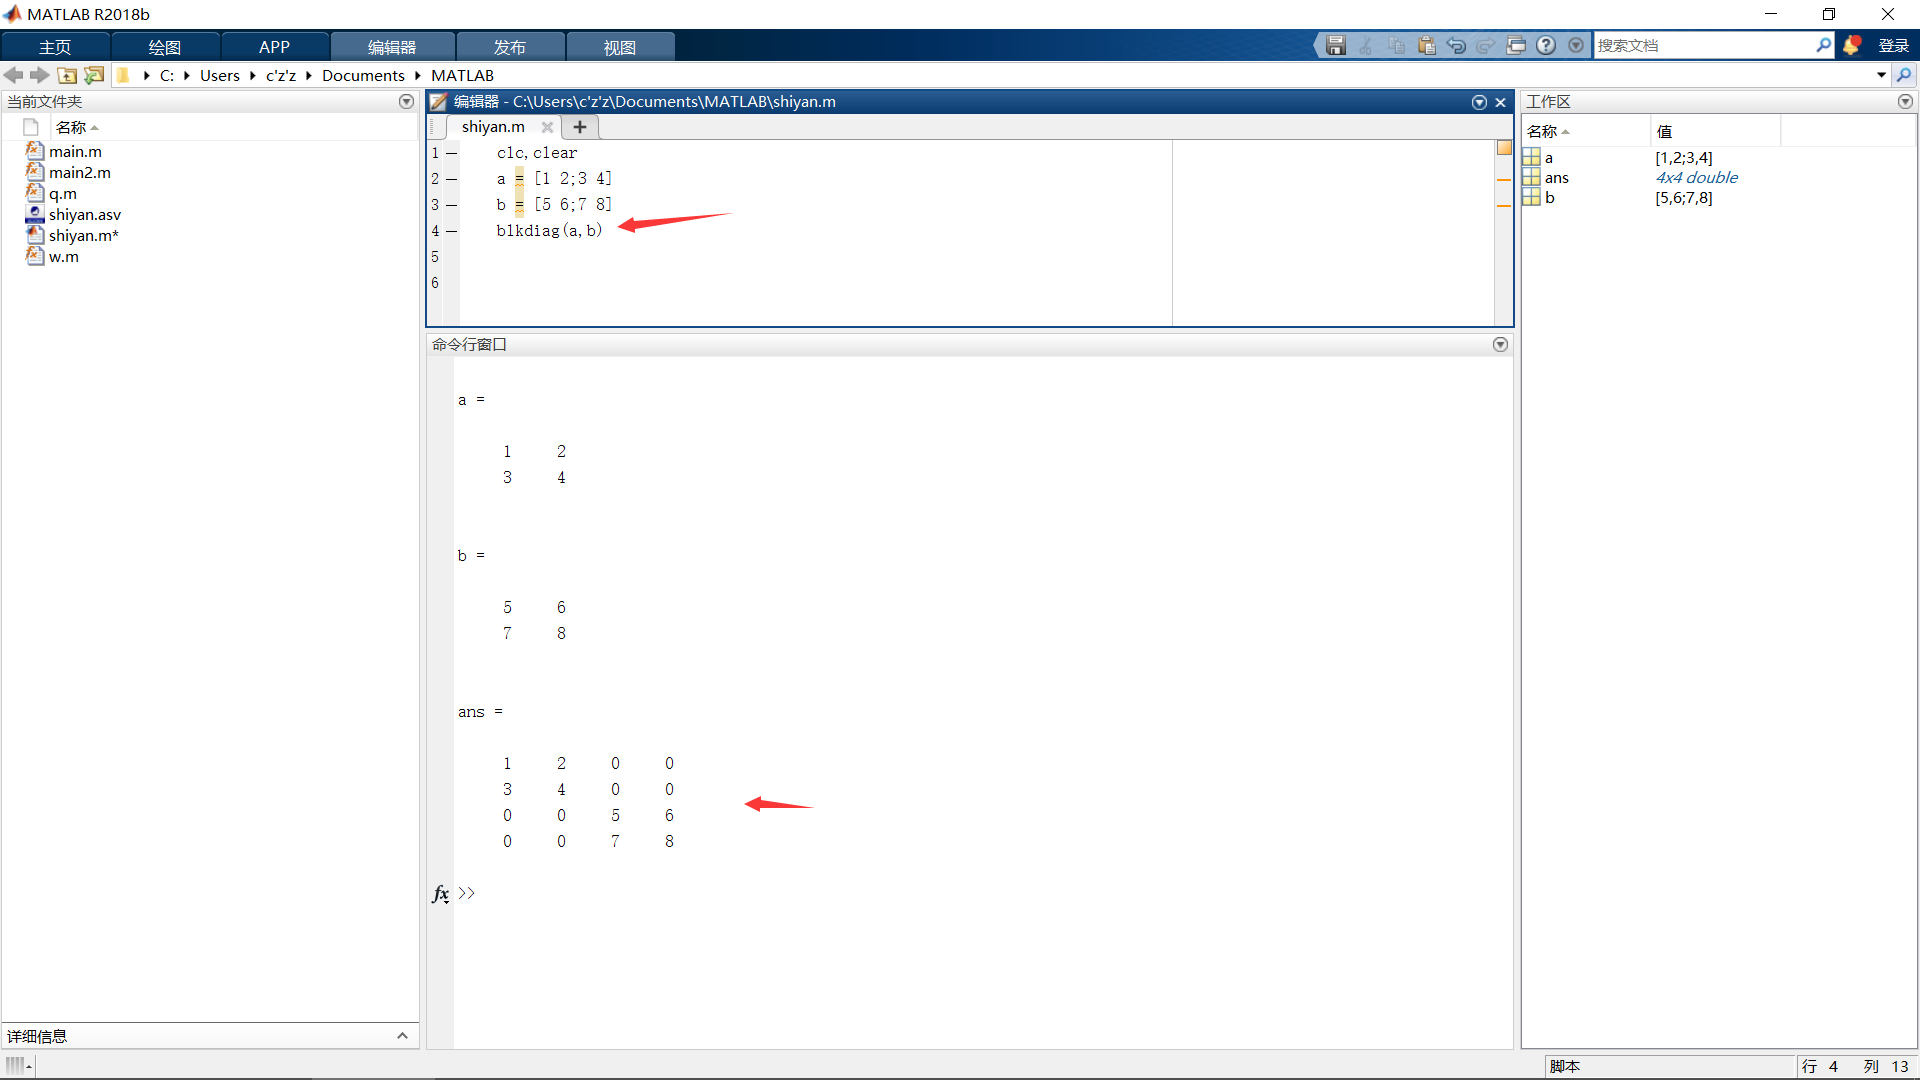 MATLAB R2018b
主页 绘图 APP 编辑器 发布 视图 搜索文档 登录
C: Users c'z'z Documents MATLAB
当前文件夹
名称
main.m
main2.m
q.m
shiyan.asv
shiyan.m*
w.m
详细信息
编辑器 - C:\Users\c'z'z\Documents\MATLAB\shiyan.m
shiyan.m
1 clc,clear
2 a = [1 2;3 4]
3 b = [5 6;7 8]
4 blkdiag(a,b)
5
6
命令行窗口
a =
1 2
3 4
b =
5 6
7 8
ans =
1 2 0 0
3 4 0 0
0 0 5 6
0 0 7 8
fx >>
工作区
名称 值
a [1,2;3,4]
ans 4x4 double
b [5,6;7,8]
脚本 行 4 列 13